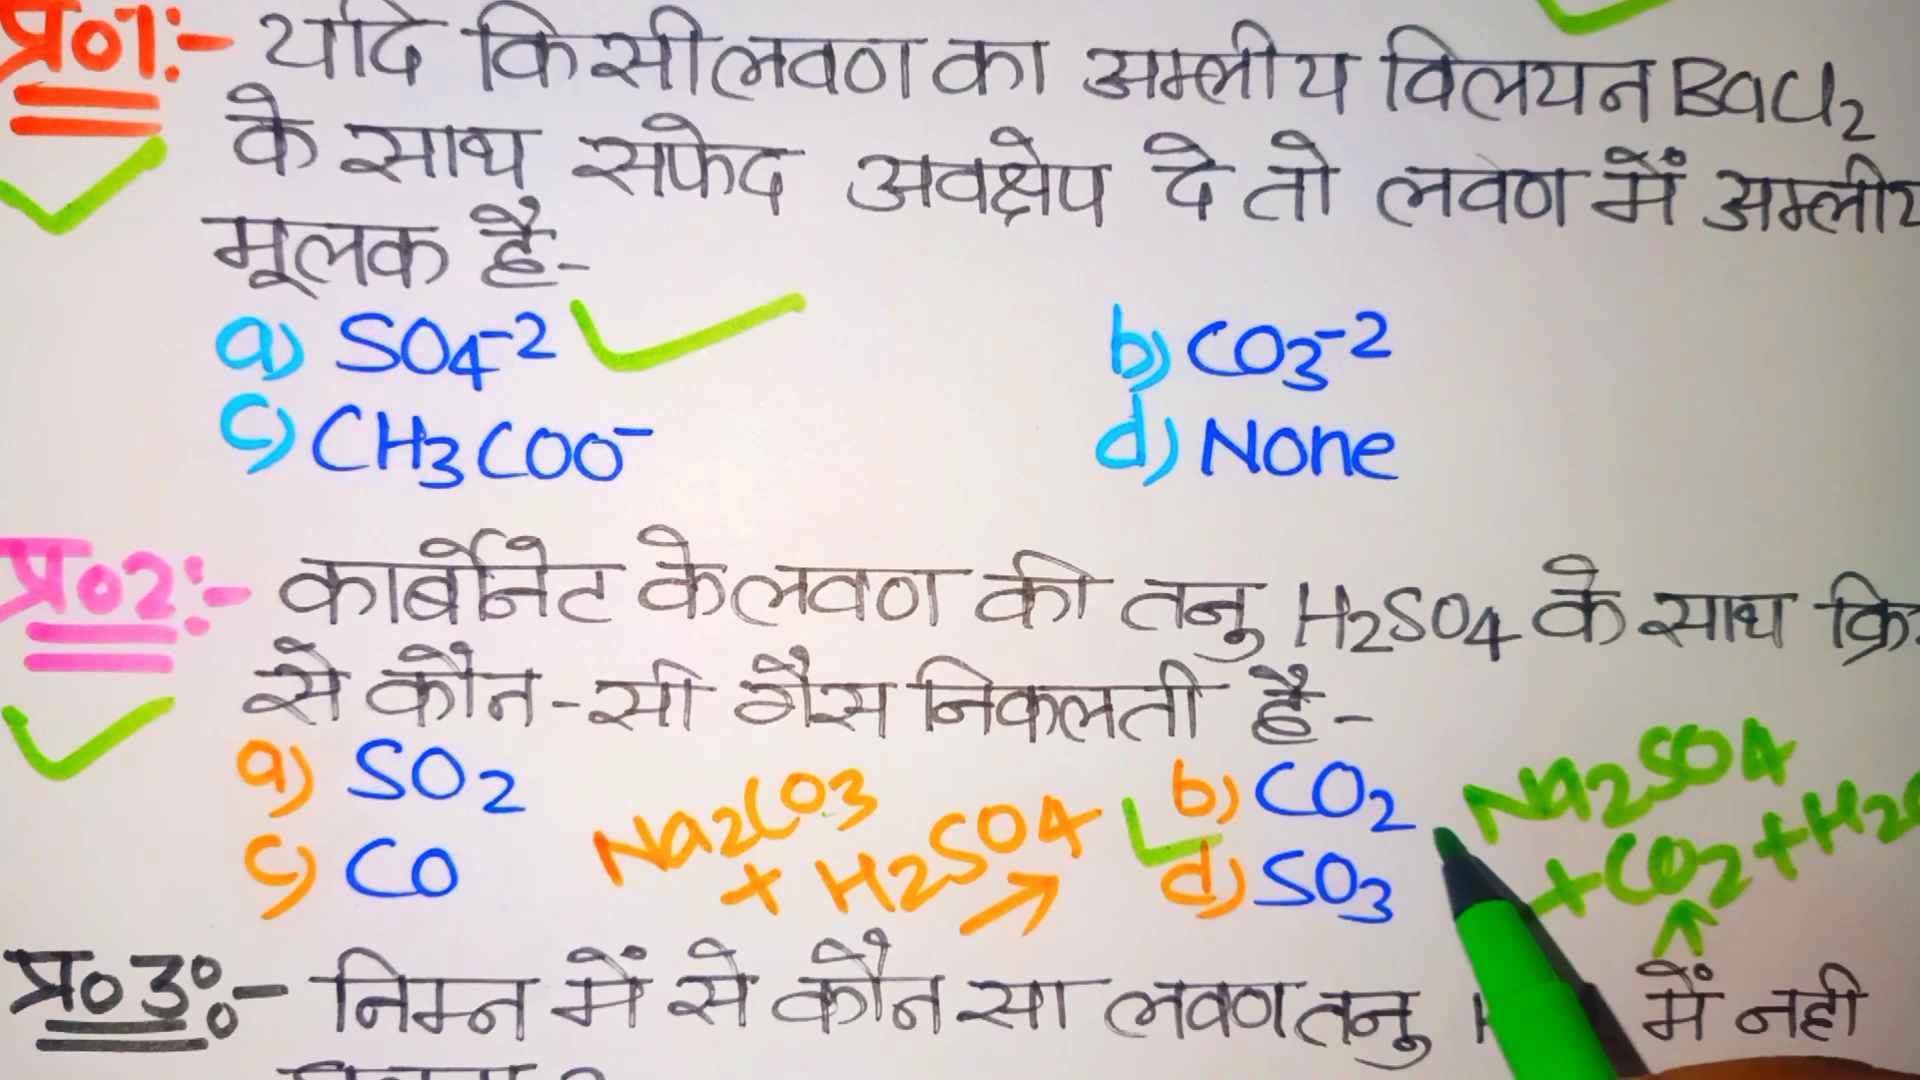 प्र01:- यदि किसी लवण का अम्लीय विलयन BaCl2
के साथ सफेद अवक्षेप दे तो लवण में अम्लीय
मूलक है-
a) SO4-2
b) CO3-2
c) CH3COO-
d) None
प्र02:- कार्बोनेट के लवण की तनु H2SO4 के साथ
से कौन-सी गैस निकलती है-
a) SO2
b) CO2
c) CO
d) SO3
Na2CO3
+ H2SO4 →
Na2SO4
+CO2+H2O
↑
प्र03:- निम्न में से कौन सा लवण तनु में नही